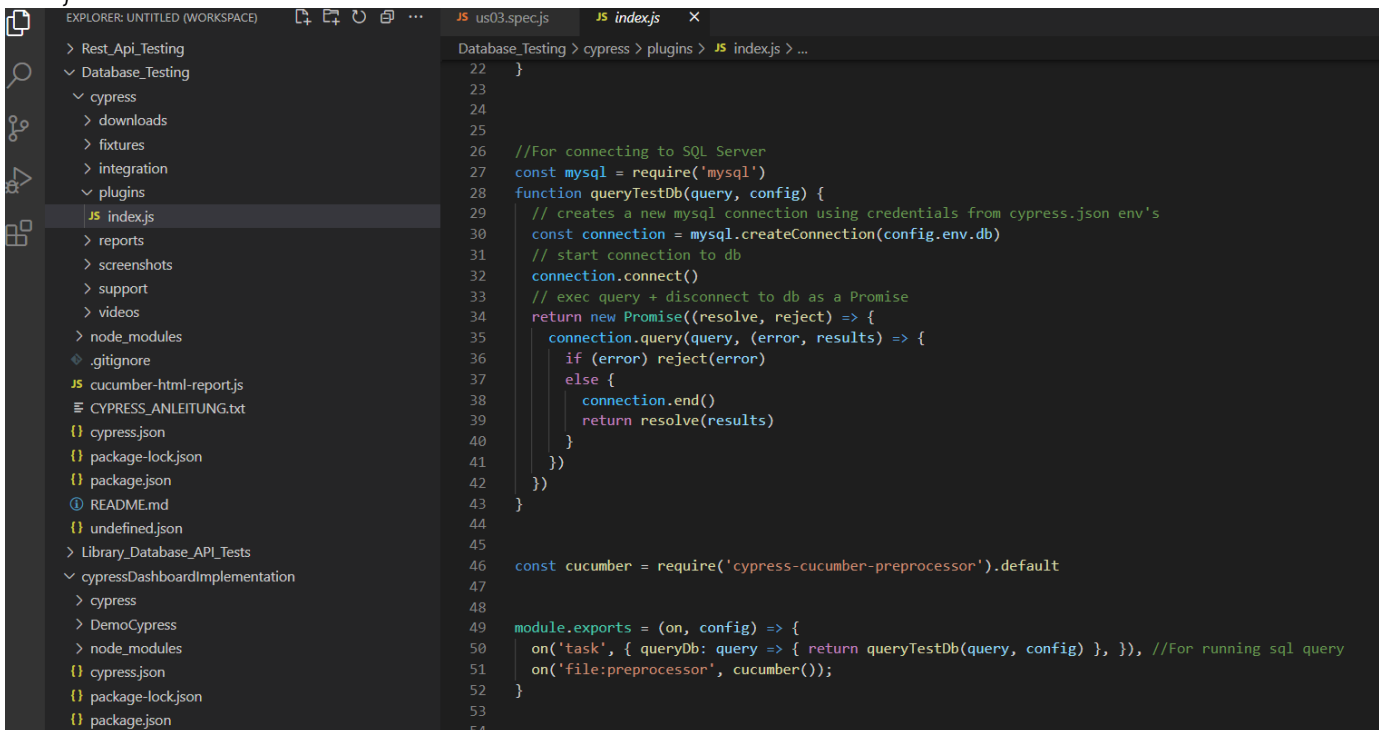 EXPLORER: UNTITLED (WORKSPACE)
> Rest_Api_Testing
Database_Testing
cypress
> downloads
> fixtures
> integration
plugins
JS index.js
> reports
> screenshots
> support
> videos
> node_modules
.gitignore
JS cucumber-html-report.js
CYPRESS_ANLEITUNG.txt
{} cypress.json
{} package-lock.json
{} package.json
README.md
{} undefined.json
> Library_Database_API_Tests
cypressDashboardImplementation
> cypress
> DemoCypress
> node_modules
{} cypress.json
{} package-lock.json
{} package.json
JS us03.spec.js JS index.js
Database_Testing > cypress > plugins > JS index.js > ...
22 }
23
24
25
26 //For connecting to SQL Server
27 const mysql = require('mysql')
28 function queryTestDb(query, config) {
29 // creates a new mysql connection using credentials from cypress.json env's
30 const connection = mysql.createConnection(config.env.db)
31 // start connection to db
32 connection.connect()
33 // exec query + disconnect to db as a Promise
34 return new Promise((resolve, reject) => {
35 connection.query(query, (error, results) => {
36 if (error) reject(error)
37 else {
38 connection.end()
39 return resolve(results)
40 }
41 })
42 })
43 }
44
45
46 const cucumber = require('cypress-cucumber-preprocessor').default
47
48
49 module.exports = (on, config) => {
50 on('task', { queryDb: query => { return queryTestDb(query, config) }, }), //For running sql query
51 on('file:preprocessor', cucumber());
52 }
53